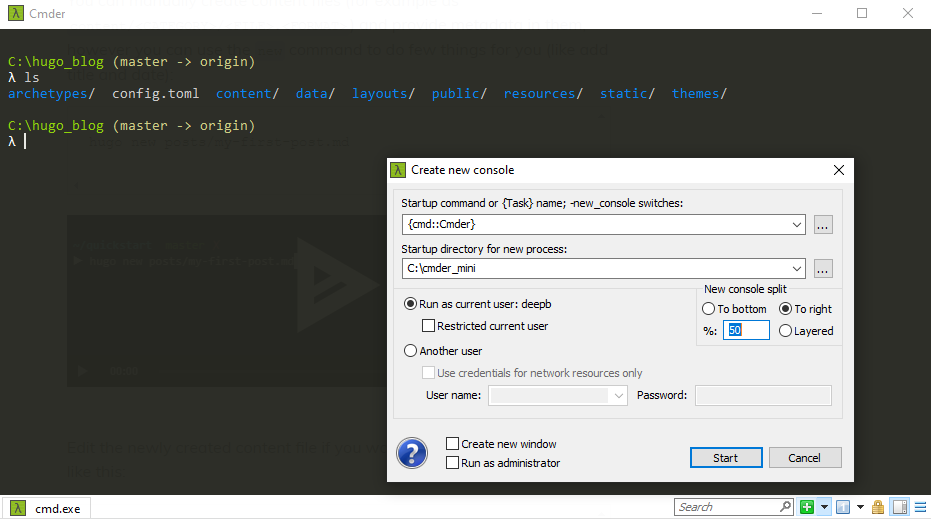 Cmder
C:\hugo_blog (master -> origin)
λ ls
archetypes/ config.toml content/ data/ layouts/ public/ resources/ static/ themes/
C:\hugo_blog (master -> origin)
λ
Create new console
Startup command or {Task} name; -new_console switches:
{cmd::Cmder}
...
Startup directory for new process:
C:\cmder_mini
...
New console split
Run as current user: deepb
To bottom
To right
Restricted current user
%:
50
Layered
Another user
Use credentials for network resources only
User name:
Password:
Create new window
Run as administrator
Start
Cancel
cmd.exe
Search